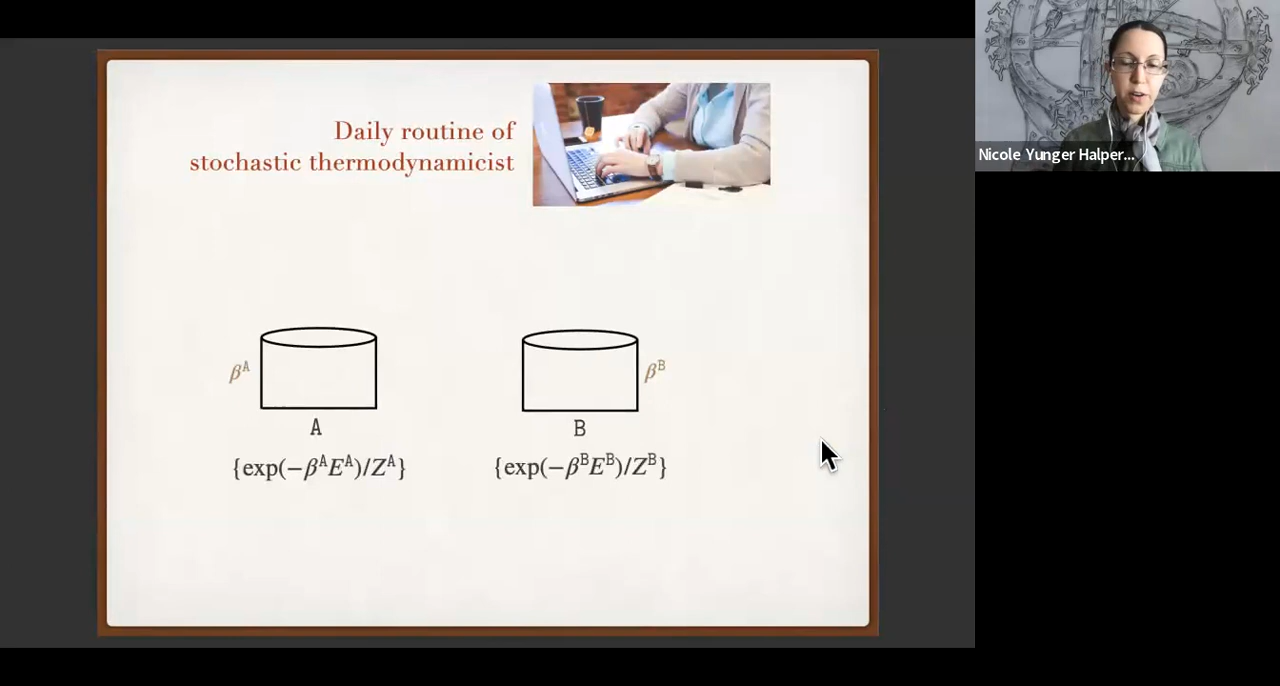 Daily routine of
stochastic thermodynamicist
Nicole Yunger Halper...
β^A
β^B
A
B
{exp(−β^A E^A)/Z^A}
{exp(−β^B E^B)/Z^B}